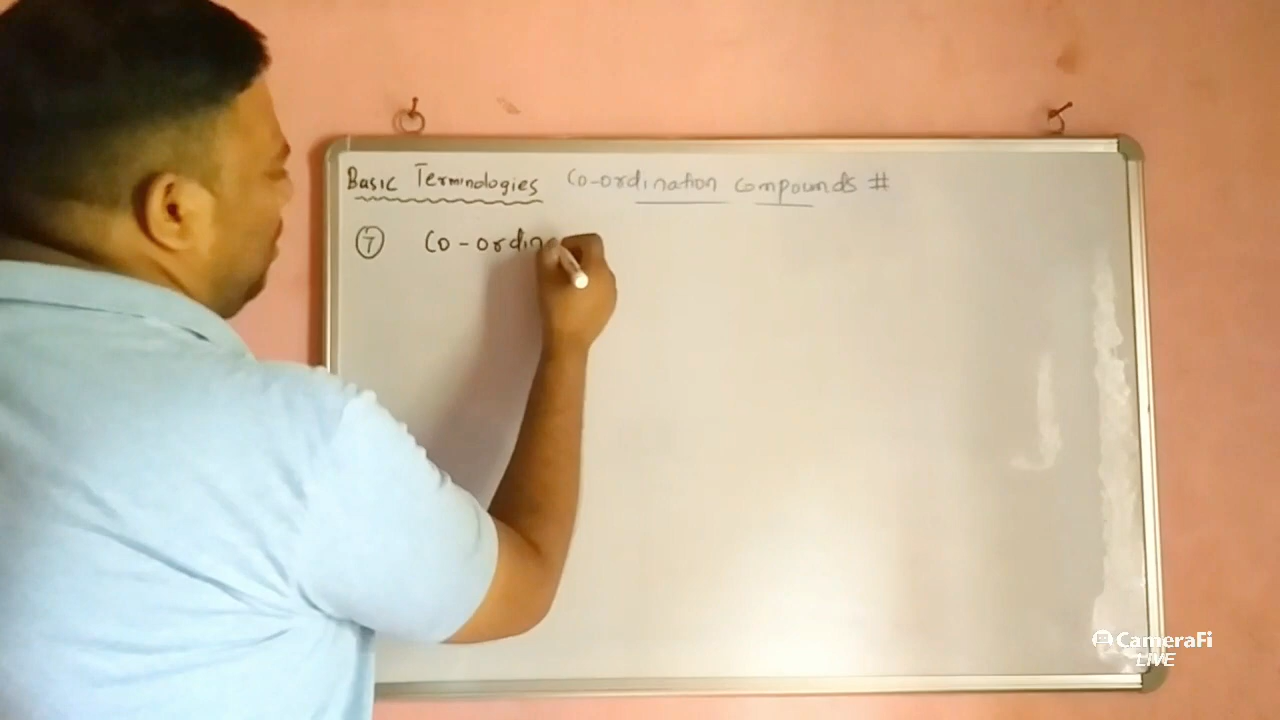 Basic Terminologies Co-ordination compounds #
7 Co-ordin
CameraFi
LIVE